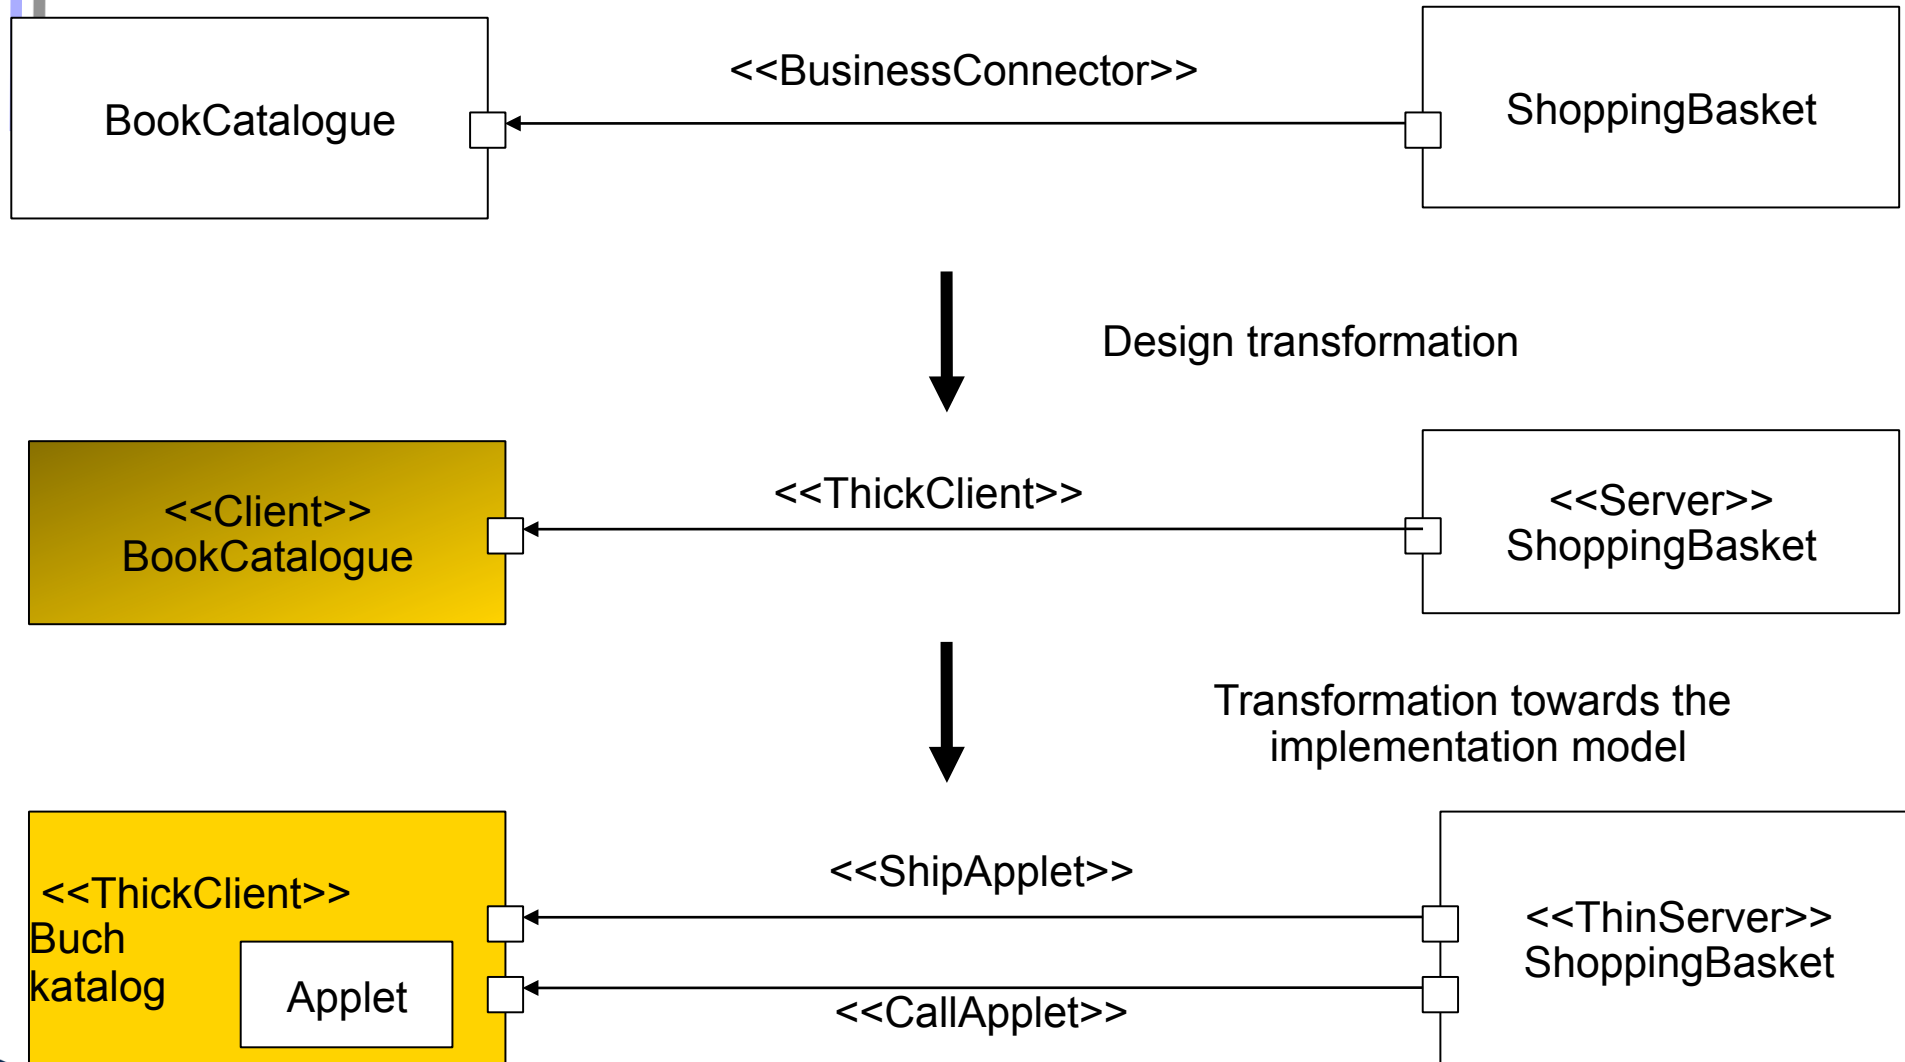 <<BusinessConnector>>
BookCatalogue
ShoppingBasket
Design transformation
<<ThickClient>>
<<Client>>
BookCatalogue
<<Server>>
ShoppingBasket
Transformation towards the
implementation model
<<ShipApplet>>
<<ThickClient>>
Buch
katalog
Applet
<<CallApplet>>
<<ThinServer>>
ShoppingBasket